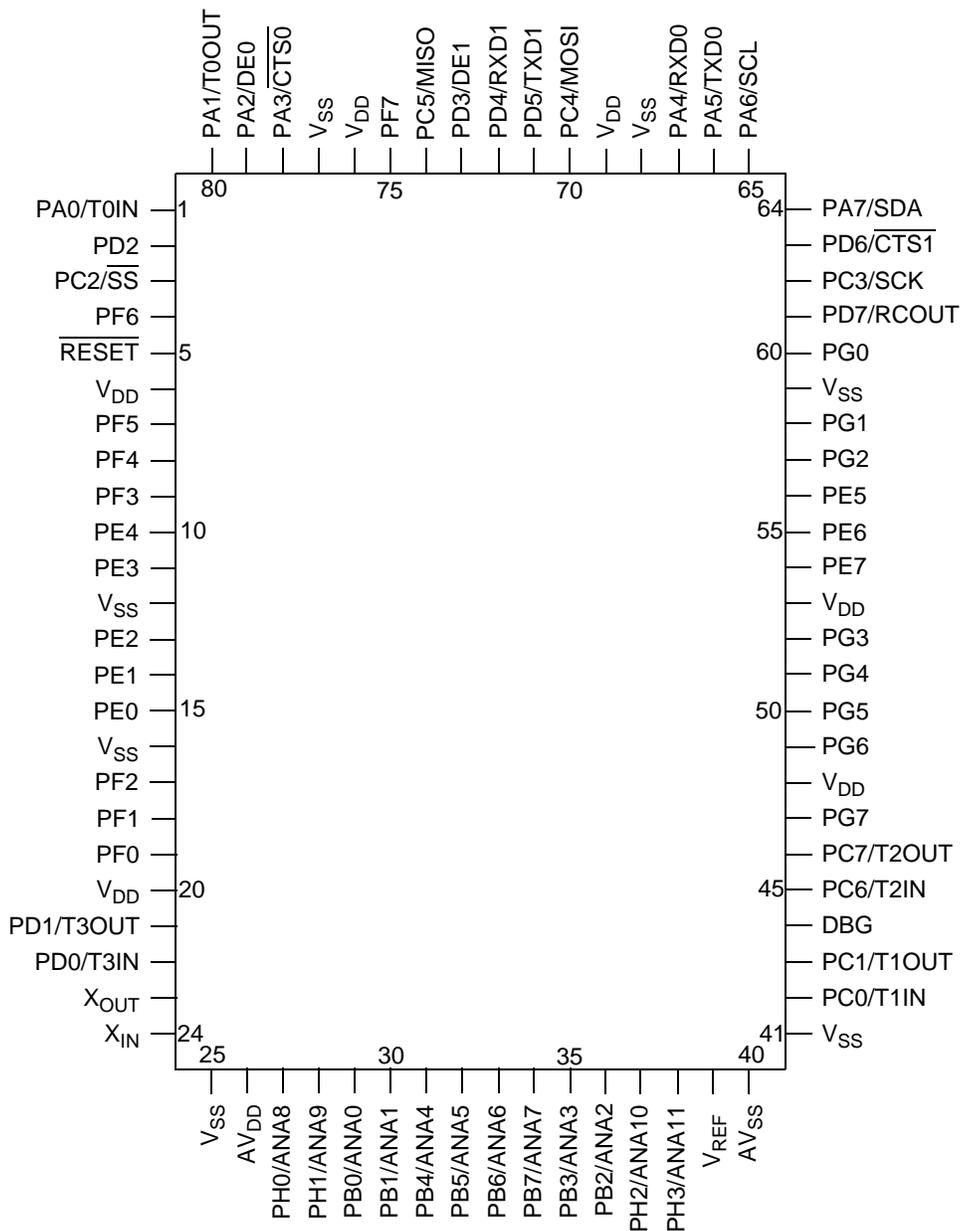 PA1/T0OUT
PA2/DE0
PA3/CTS0
VSS
VDD
PF7
PC5/MISO
PD3/DE1
PD4/RXD1
PD5/TXD1
PC4/MOSI
VDD
VSS
PA4/RXD0
PA5/TXD0
PA6/SCL
80
75
70
65
PA0/T0IN 1
PD2
PC2/SS
PF6
RESET 5
VDD
PF5
PF4
PF3
PE4 10
PE3
VSS
PE2
PE1
PE0 15
VSS
PF2
PF1
PF0
VDD 20
PD1/T3OUT
PD0/T3IN
XOUT
XIN 24
64 PA7/SDA
PD6/CTS1
PC3/SCK
PD7/RCOUT
60 PG0
VSS
PG1
PG2
PE5
55 PE6
PE7
VDD
PG3
PG4
50 PG5
PG6
VDD
PG7
PC7/T2OUT
45 PC6/T2IN
DBG
PC1/T1OUT
PC0/T1IN
41 VSS
25
30
35
40
VSS
AVDD
PH0/ANA8
PH1/ANA9
PB0/ANA0
PB1/ANA1
PB4/ANA4
PB5/ANA5
PB6/ANA6
PB7/ANA7
PB3/ANA3
PB2/ANA2
PH2/ANA10
PH3/ANA11
VREF
AVSS